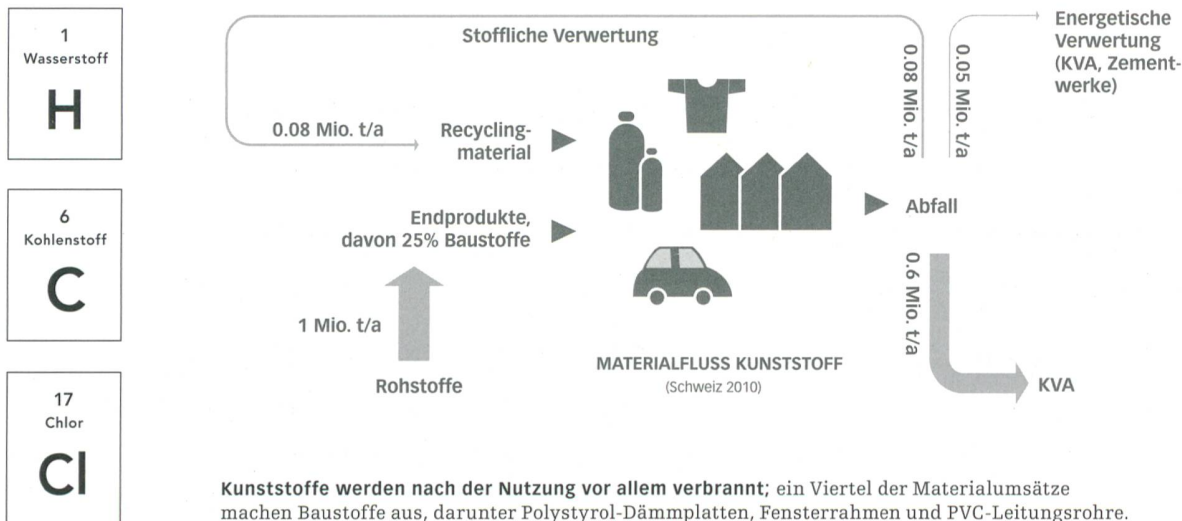 1
Wasserstoff
H
6
Kohlenstoff
C
17
Chlor
Cl
Stoffliche Verwertung
0.08 Mio. t/a
Recycling-
material
Endprodukte,
davon 25% Baustoffe
1 Mio. t/a
Rohstoffe
MATERIALFLUSS KUNSTSTOFF
(Schweiz 2010)
0.08 Mio. t/a
0.05 Mio. t/a
Energetische
Verwertung
(KVA, Zement-
werke)
Abfall
0.6 Mio. t/a
KVA
Kunststoffe werden nach der Nutzung vor allem verbrannt; ein Viertel der Materialumsätze
machen Baustoffe aus, darunter Polystyrol-Dämmplatten, Fensterrahmen und PVC-Leitungsrohre.